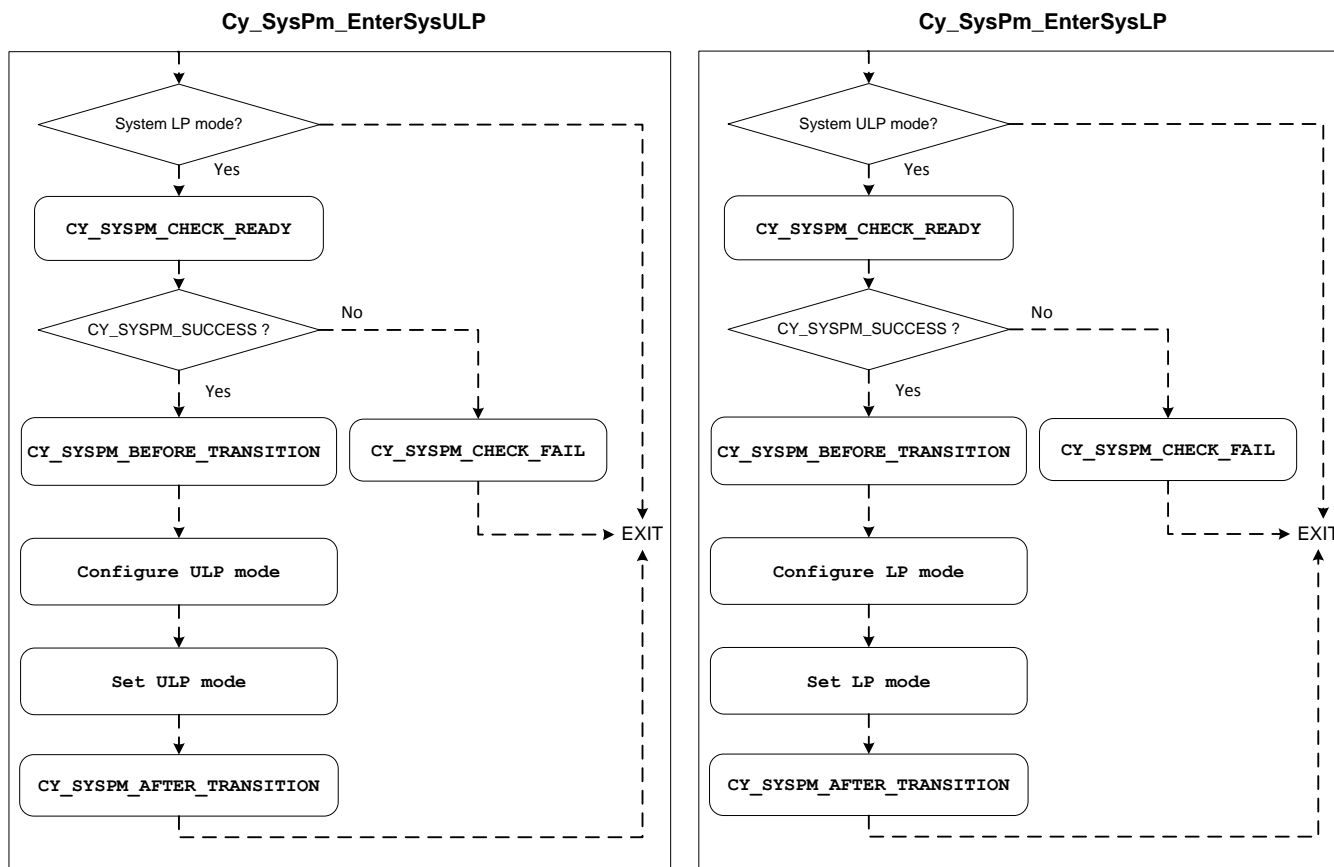 Cy_SysPm_EnterSysULP
System LP mode?
Yes
CY_SYSPM_CHECK_READY
CY_SYSPM_SUCCESS ?
No
Yes
CY_SYSPM_BEFORE_TRANSITION
CY_SYSPM_CHECK_FAIL
EXIT
Configure ULP mode
Set ULP mode
CY_SYSPM_AFTER_TRANSITION
Cy_SysPm_EnterSysLP
System ULP mode?
Yes
CY_SYSPM_CHECK_READY
CY_SYSPM_SUCCESS ?
No
Yes
CY_SYSPM_BEFORE_TRANSITION
CY_SYSPM_CHECK_FAIL
EXIT
Configure LP mode
Set LP mode
CY_SYSPM_AFTER_TRANSITION